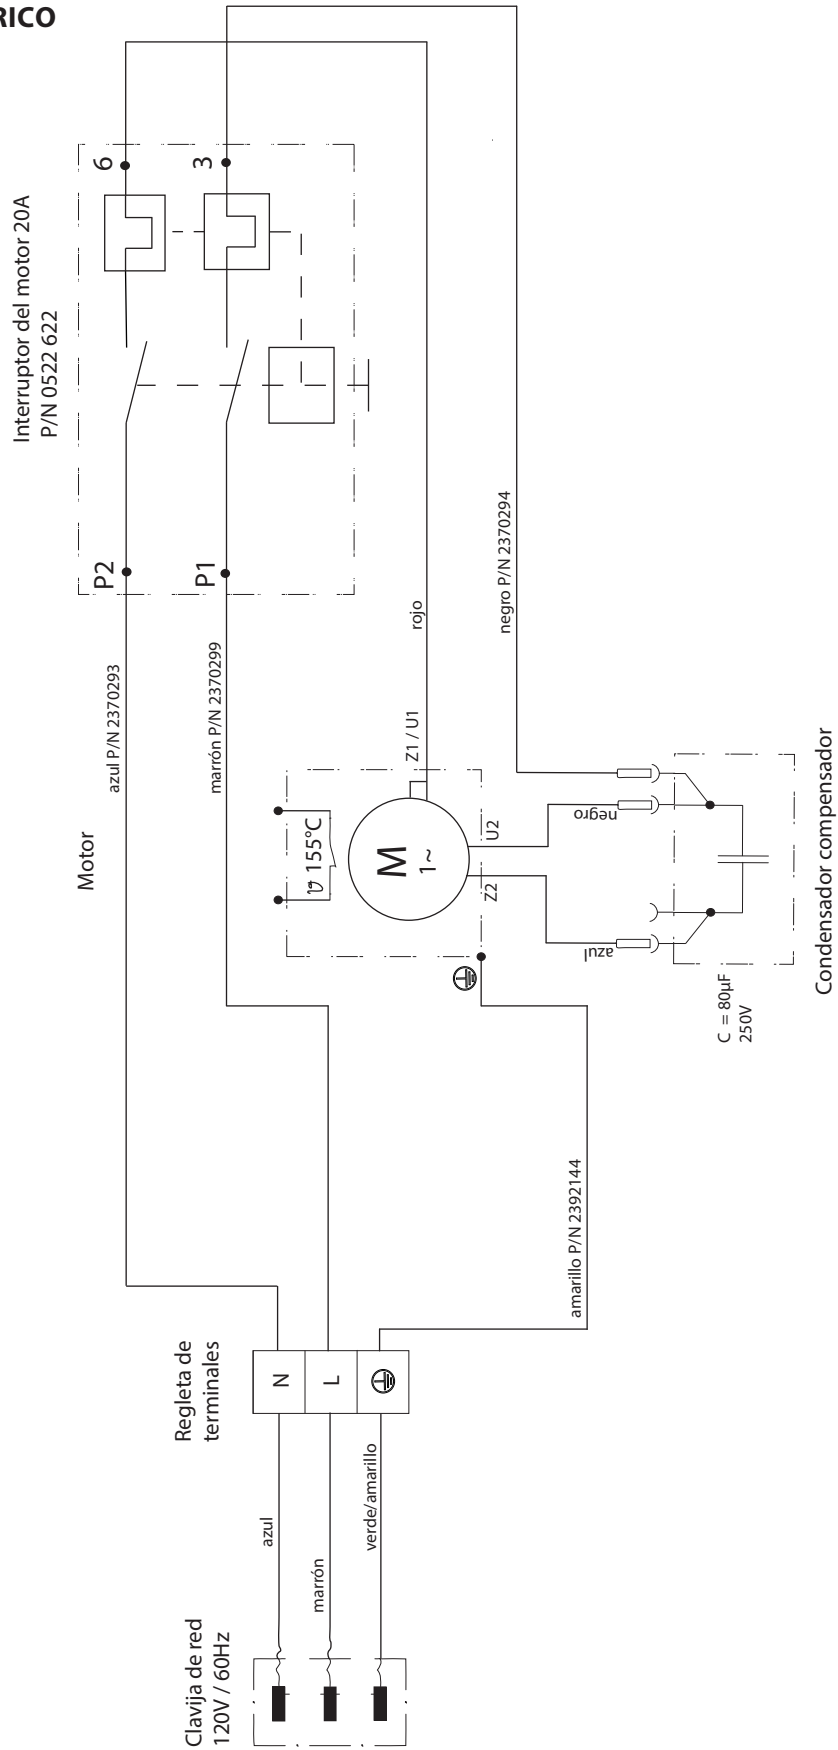 RICO
Clavija de red
120V / 60Hz
azul
marrón
verde/amarillo
Regleta de
terminales
N
L
amarillo P/N 2392144
Motor
azul P/N 2370293
marrón P/N 2370299
ϑ 155°C
M
1~
Z1 / U1
U2
Z2
rojo
negro P/N 2370294
negro
azul
C = 80µF
250V
Condensador compensador
Interruptor del motor 20A
P/N 0522 622
P2
P1
6
3